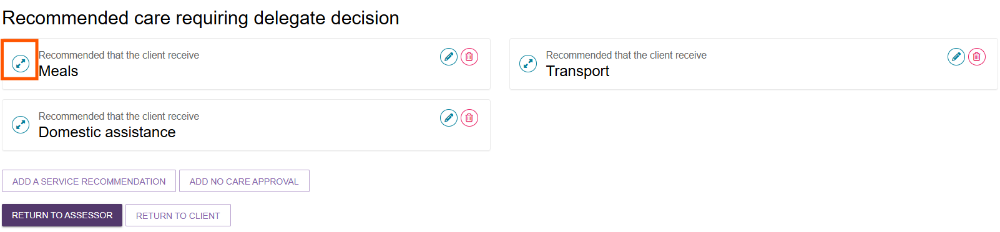 Recommended care requiring delegate decision
Recommended that the client receive
Meals
Recommended that the client receive
Transport
Recommended that the client receive
Domestic assistance
ADD A SERVICE RECOMMENDATION
ADD NO CARE APPROVAL
RETURN TO ASSESSOR
RETURN TO CLIENT